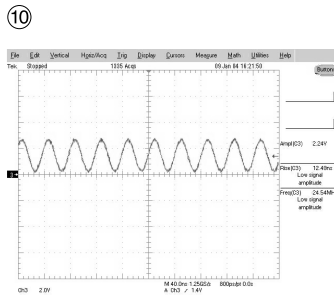 10
File Edit Vertical Horiz/Acq Trig Display Cursors Measure Math Utilities Help
Tek Stopped 1335 Acqs 09 Jan 04 16:21:50
Buttons
Ampl(C3) 2.24V
Rise(C3) 12.48ns
Low signal
amplitude
Freq(C3) 24.54MH
Low signal
amplitude
3
Ch3 2.0V
M 40.0ns 1.25GS/s 800ps/pt 0.0s
A Ch3 1.4V